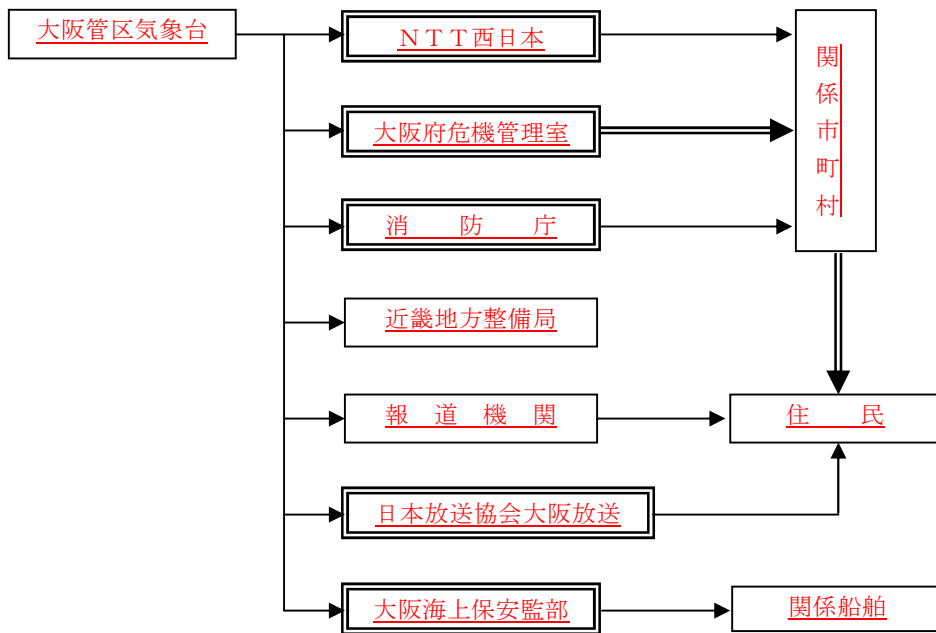 大阪管区気象台
ＮＴＴ西日本
関係市町村
大阪府危機管理室
消　防　庁
近畿地方整備局
報　道　機　関
住　民
日本放送協会大阪放送
大阪海上保安監部
関係船舶